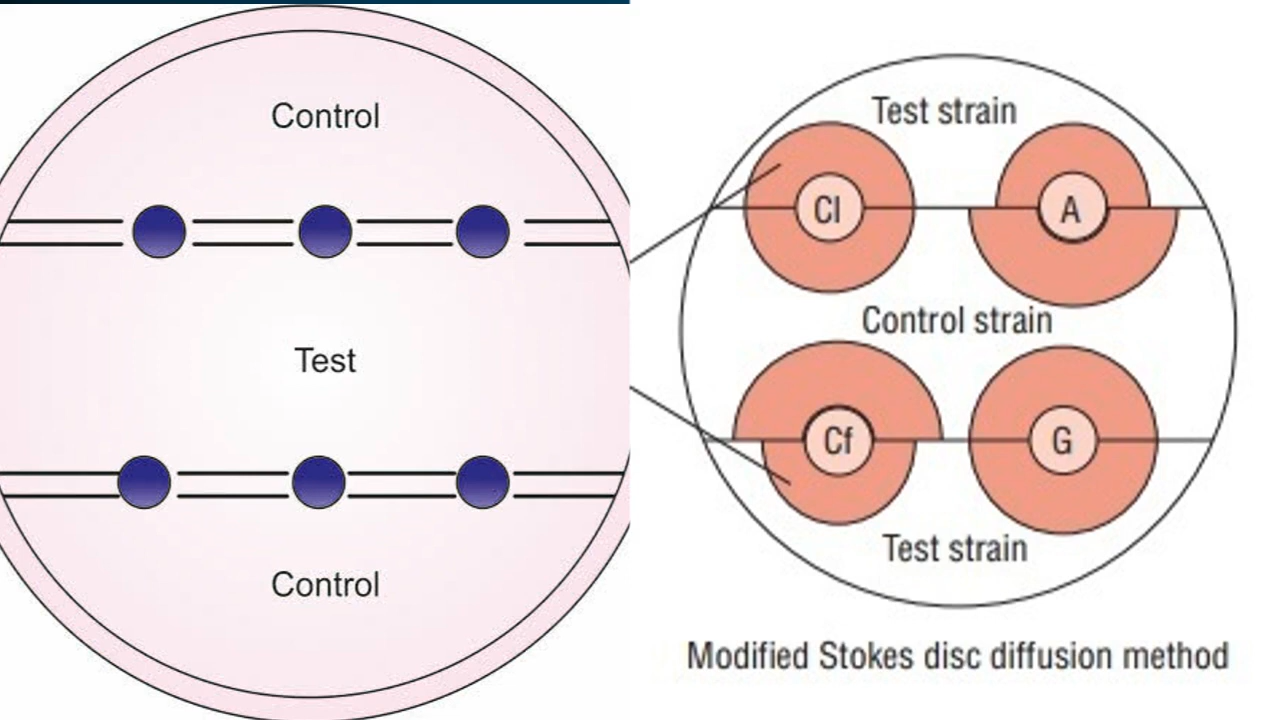 Control
Test
Control
Test strain
Cl
A
Control strain
Cf
G
Test strain
Modified Stokes disc diffusion method